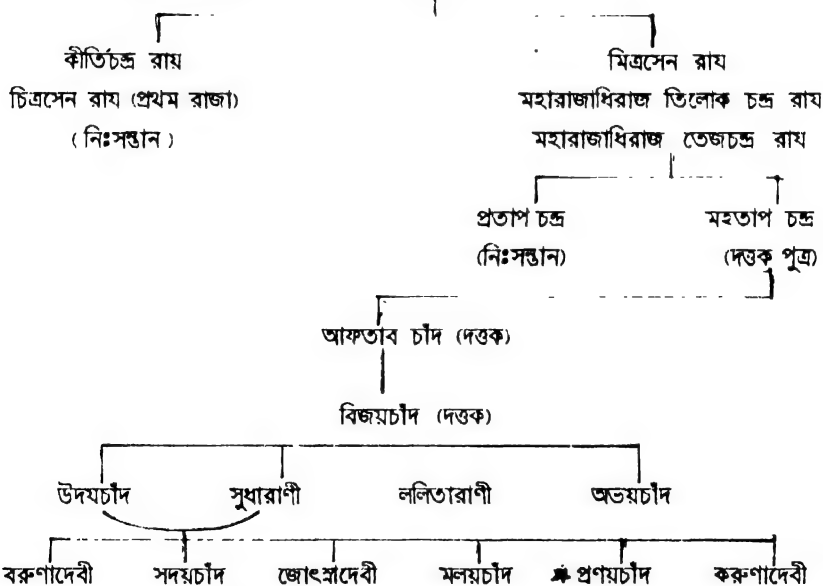 কীর্তিচন্দ্র রায    মিত্রসেন রায
চিত্রসেন রায (প্রথম রাজা)    মহারাজাধিরাজ তিলোক চন্দ্র রায
(নিঃসন্তান)    মহারাজাধিরাজ তেজচন্দ্র রায
প্রতাপ চন্দ্র    মহতাপ চন্দ্র
(নিঃসন্তান)    (দত্তক পুত্র)
আফতাব চাঁদ (দত্তক)
বিজয়চাঁদ (দত্তক)
উদযচাঁদ    সুধারাণী    ললিতারাণী    অভয়চাঁদ
বরুণাদেবী    সদয়চাঁদ    জোৎস্নাদেবী    মলয়চাঁদ    প্রণয়চাঁদ    করুণাদেবী